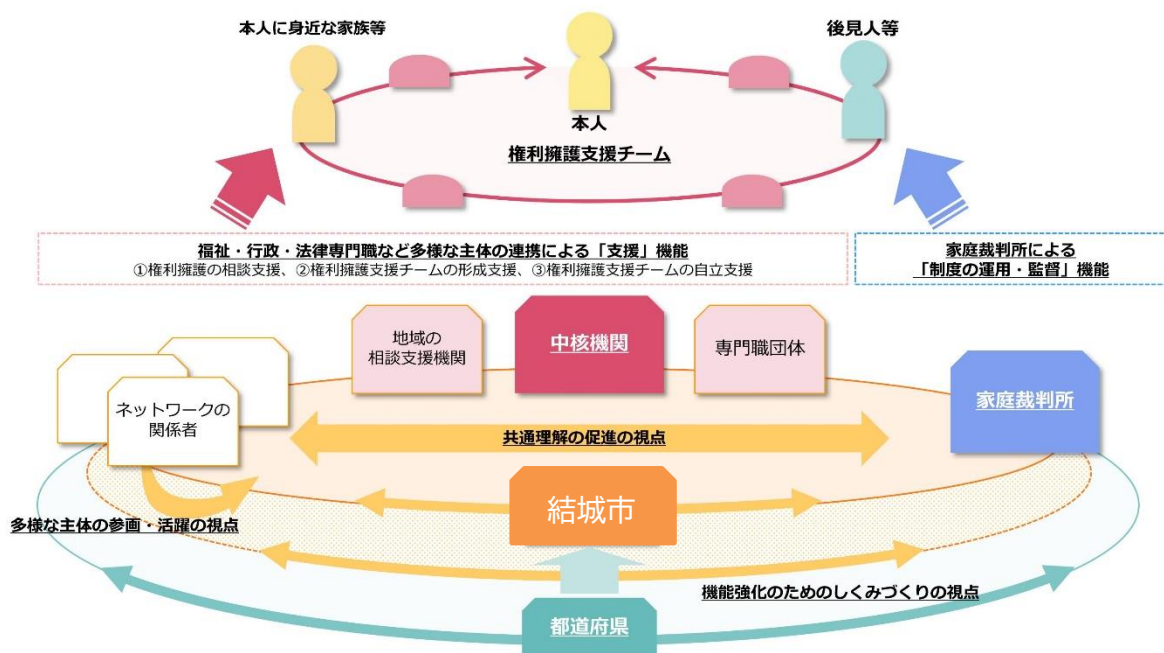 本人に身近な家族等
後見人等
本人
権利擁護支援チーム
福祉・行政・法律専門職など多様な主体の連携による「支援」機能
①権利擁護の相談支援、②権利擁護支援チームの形成支援、③権利擁護支援チームの自立支援
家庭裁判所による
「制度の運用・監督」機能
地域の
相談支援機関
中核機関
専門職団体
ネットワークの
関係者
家庭裁判所
共通理解の促進の視点
結城市
多様な主体の参画・活躍の視点
機能強化のためのしくみづくりの視点
都道府県